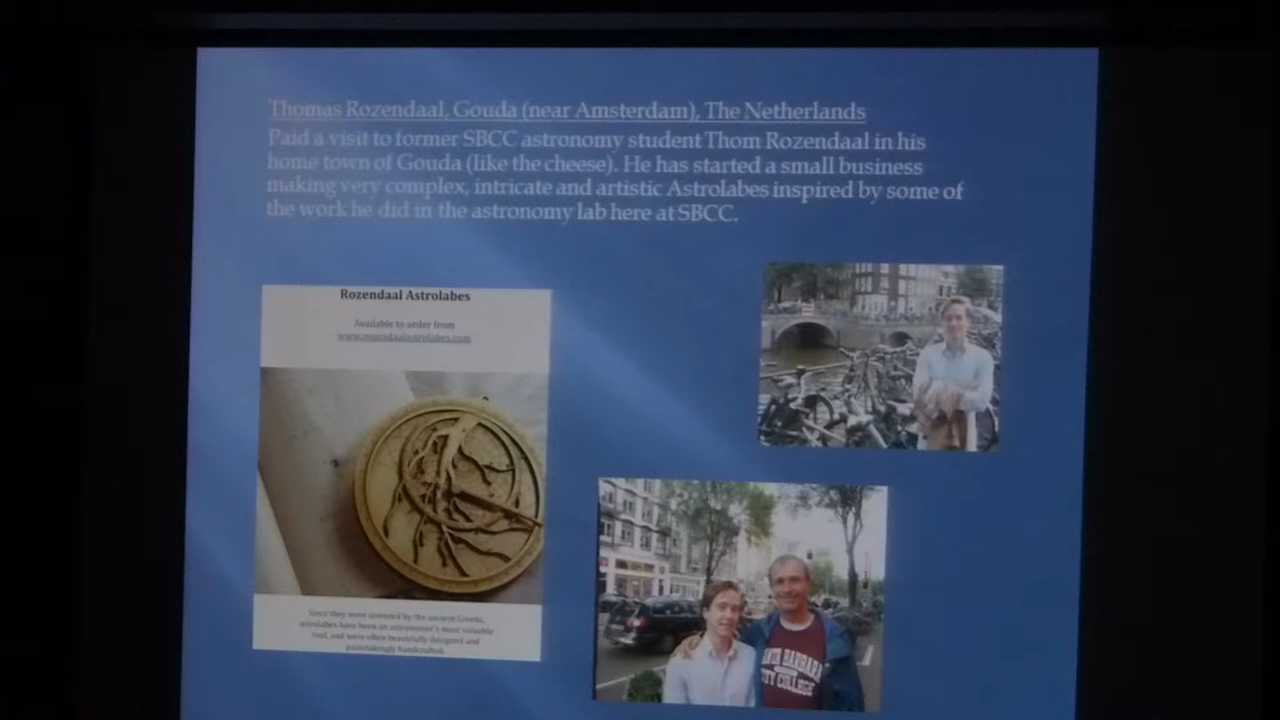 Thomas Rozendaal, Gouda (near Amsterdam), The Netherlands
Paid a visit to former SBCC astronomy student Thom Rozendaal in his
home town of Gouda (like the cheese). He has started a small business
making very complex, intricate and artistic Astrolabes inspired by some of
the work he did in the astronomy lab here at SBCC.
Rozendaal Astrolabes
Available to order from
www.rozendaalastrolabes.com
Since they were invented by the ancient Greeks,
astrolabes have been an astronomer's most valuable
tool, and were often beautifully designed and
painstakingly handcrafted.
SANTA BARBARA
CITY COLLEGE